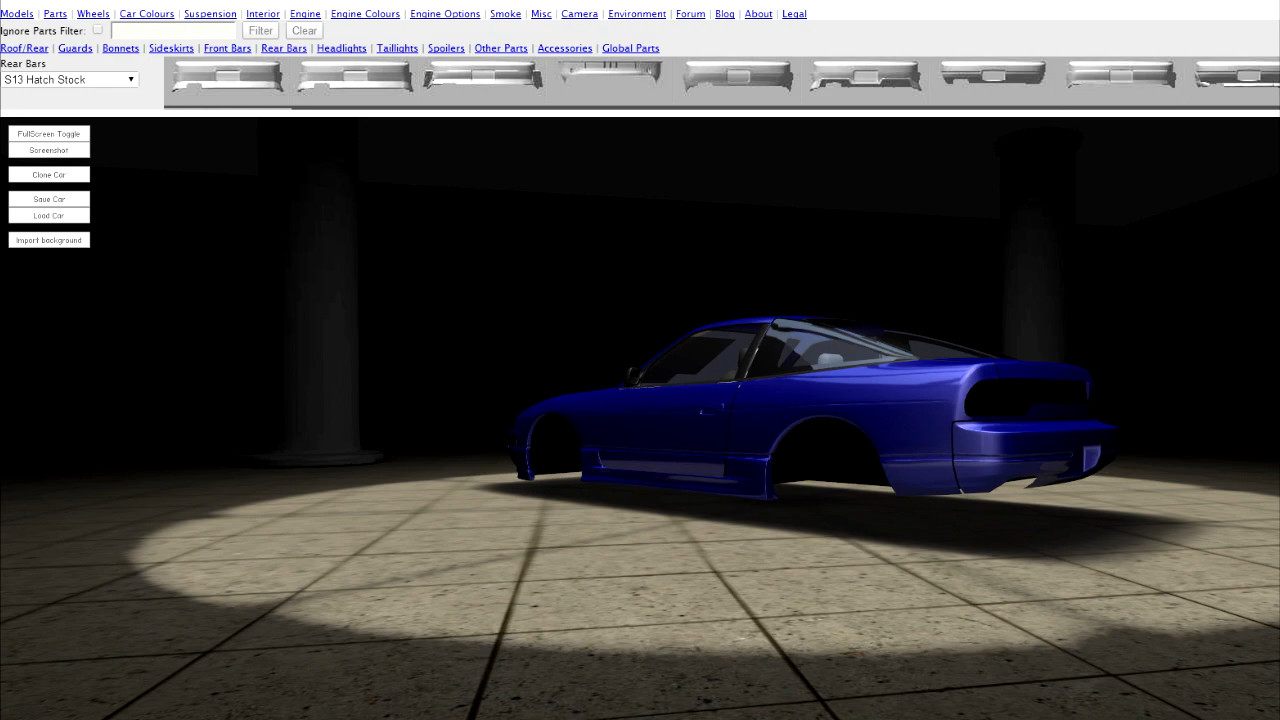 Models | Parts | Wheels | Car Colours | Suspension | Interior | Engine | Engine Colours | Engine Options | Smoke | Misc | Camera | Environment | Forum | Blog | About | Legal
Ignore Parts Filter: Filter Clear
Roof/Rear | Guards | Bonnets | Sideskirts | Front Bars | Rear Bars | Headlights | Taillights | Spoilers | Other Parts | Accessories | Global Parts
Rear Bars
S13 Hatch Stock
FullScreen Toggle
Screenshot
Clone Car
Save Car
Load Car
Import background